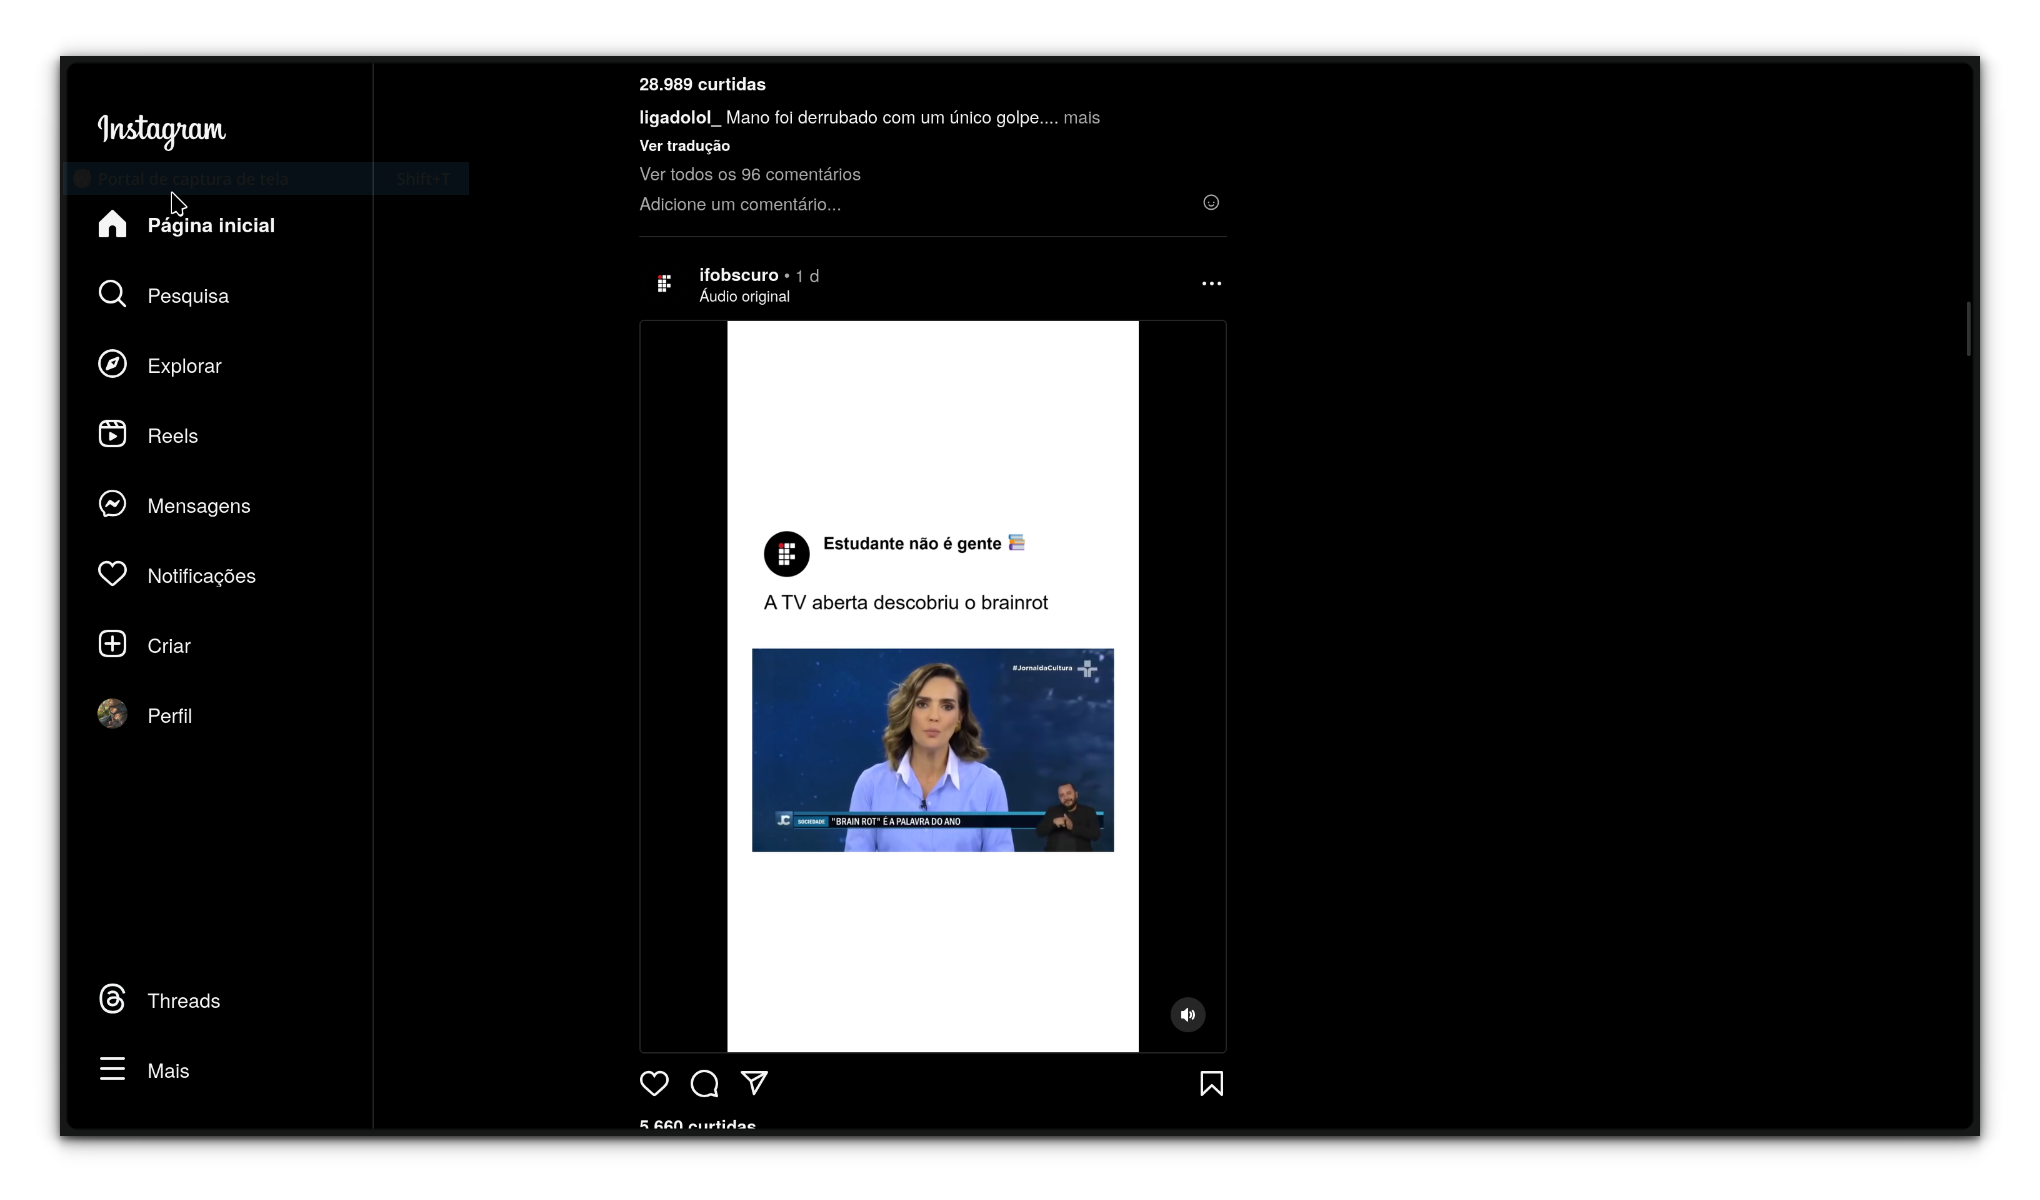 Instagram
Portal de captura de tela Shift+T
Página inicial
Pesquisa
Explorar
Reels
Mensagens
Notificações
Criar
Perfil
Threads
Mais
28.989 curtidas
ligadolol_ Mano foi derrubado com um único golpe.... mais
Ver tradução
Ver todos os 96 comentários
Adicione um comentário...
ifobscuro • 1 d
Áudio original
Estudante não é gente
A TV aberta descobriu o brainrot
#JornaldaCultura
JC SOCIEDADE "BRAIN ROT" É A PALAVRA DO ANO
5.660 curtidas